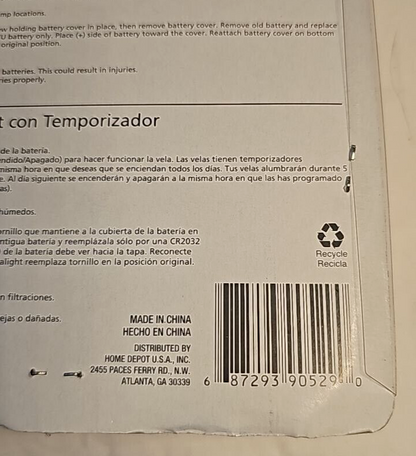 mp locations.
w holding battery cover in place, then remove battery cover. Remove old battery and replace
U battery only. Place (+) side of battery toward the cover. Reattach battery cover on bottom
original position.
batteries. This could result in injuries.
ries properly.
t con Temporizador
de la batería.
endido/Apagado) para hacer funcionar la vela. Las velas tienen temporizadores
misma hora en que deseas que se enciendan todos los días. Tus velas alumbrarán durante 5
e. Al día siguiente se encenderán y apagarán a la misma hora en que las has programado
as).
húmedos.
ornillo que mantiene a la cubierta de la batería en
ntigua batería y reemplázala sólo por una CR2032
de la batería debe ver hacia la tapa. Reconecte
alight reemplaza tornillo en la posición original.
Recycle
Recicla
n filtraciones.
ejas o dañadas.
MADE IN CHINA
HECHO EN CHINA
DISTRIBUTED BY
HOME DEPOT U.S.A., INC.
2455 PACES FERRY RD., N.W.
ATLANTA, GA 30339
6 87293 90529 0